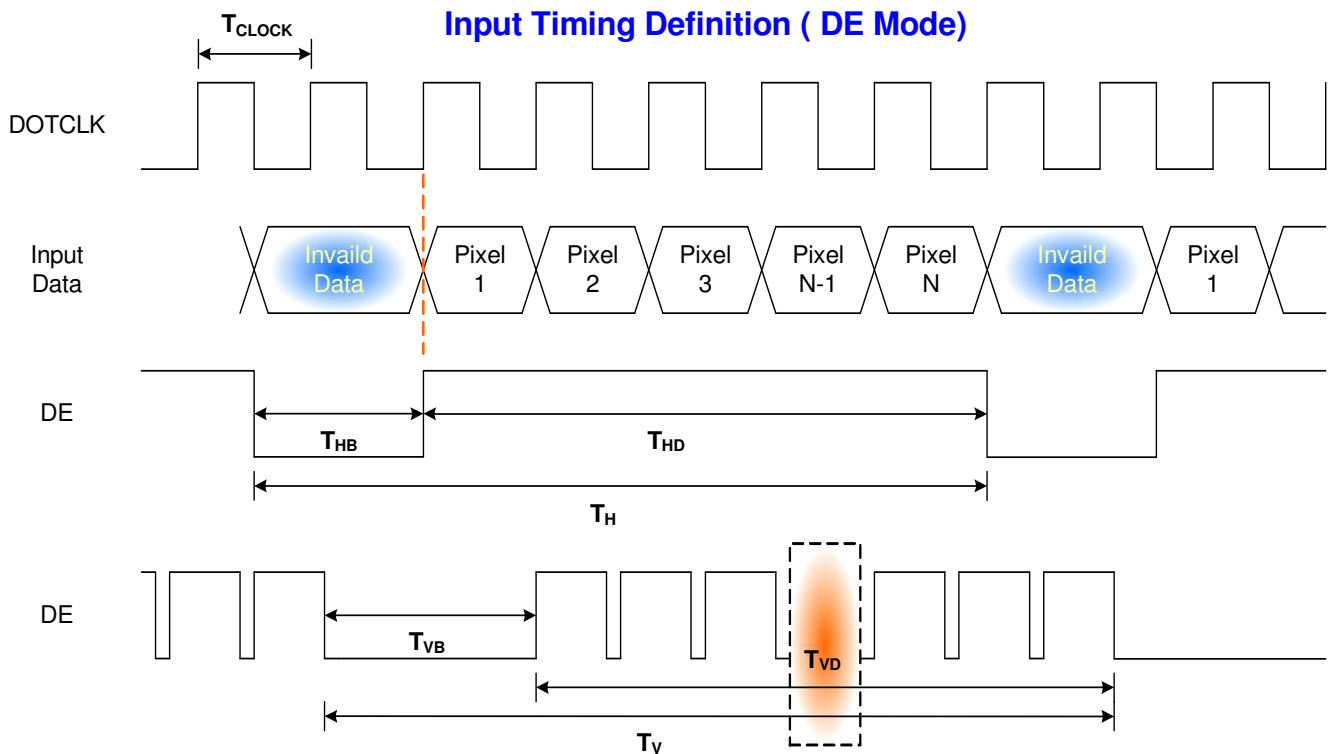 Input Timing Definition ( DE Mode)
TCLOCK
DOTCLK
Input
Data
Invaild
Data
Pixel
1
Pixel
2
Pixel
3
Pixel
N-1
Pixel
N
Invaild
Data
Pixel
1
DE
THB
THD
TH
DE
TVB
TVD
TV